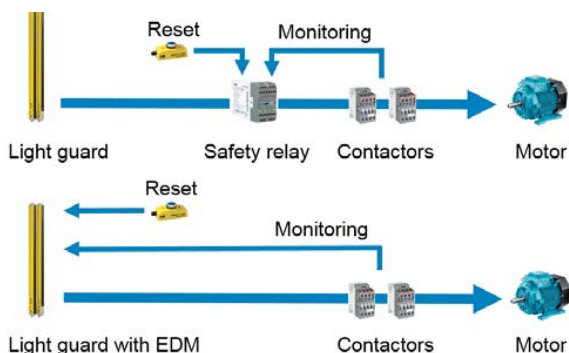 Reset
Monitoring
Light guard
Safety relay
Contactors
Motor
Reset
Monitoring
Light guard with EDM
Contactors
Motor